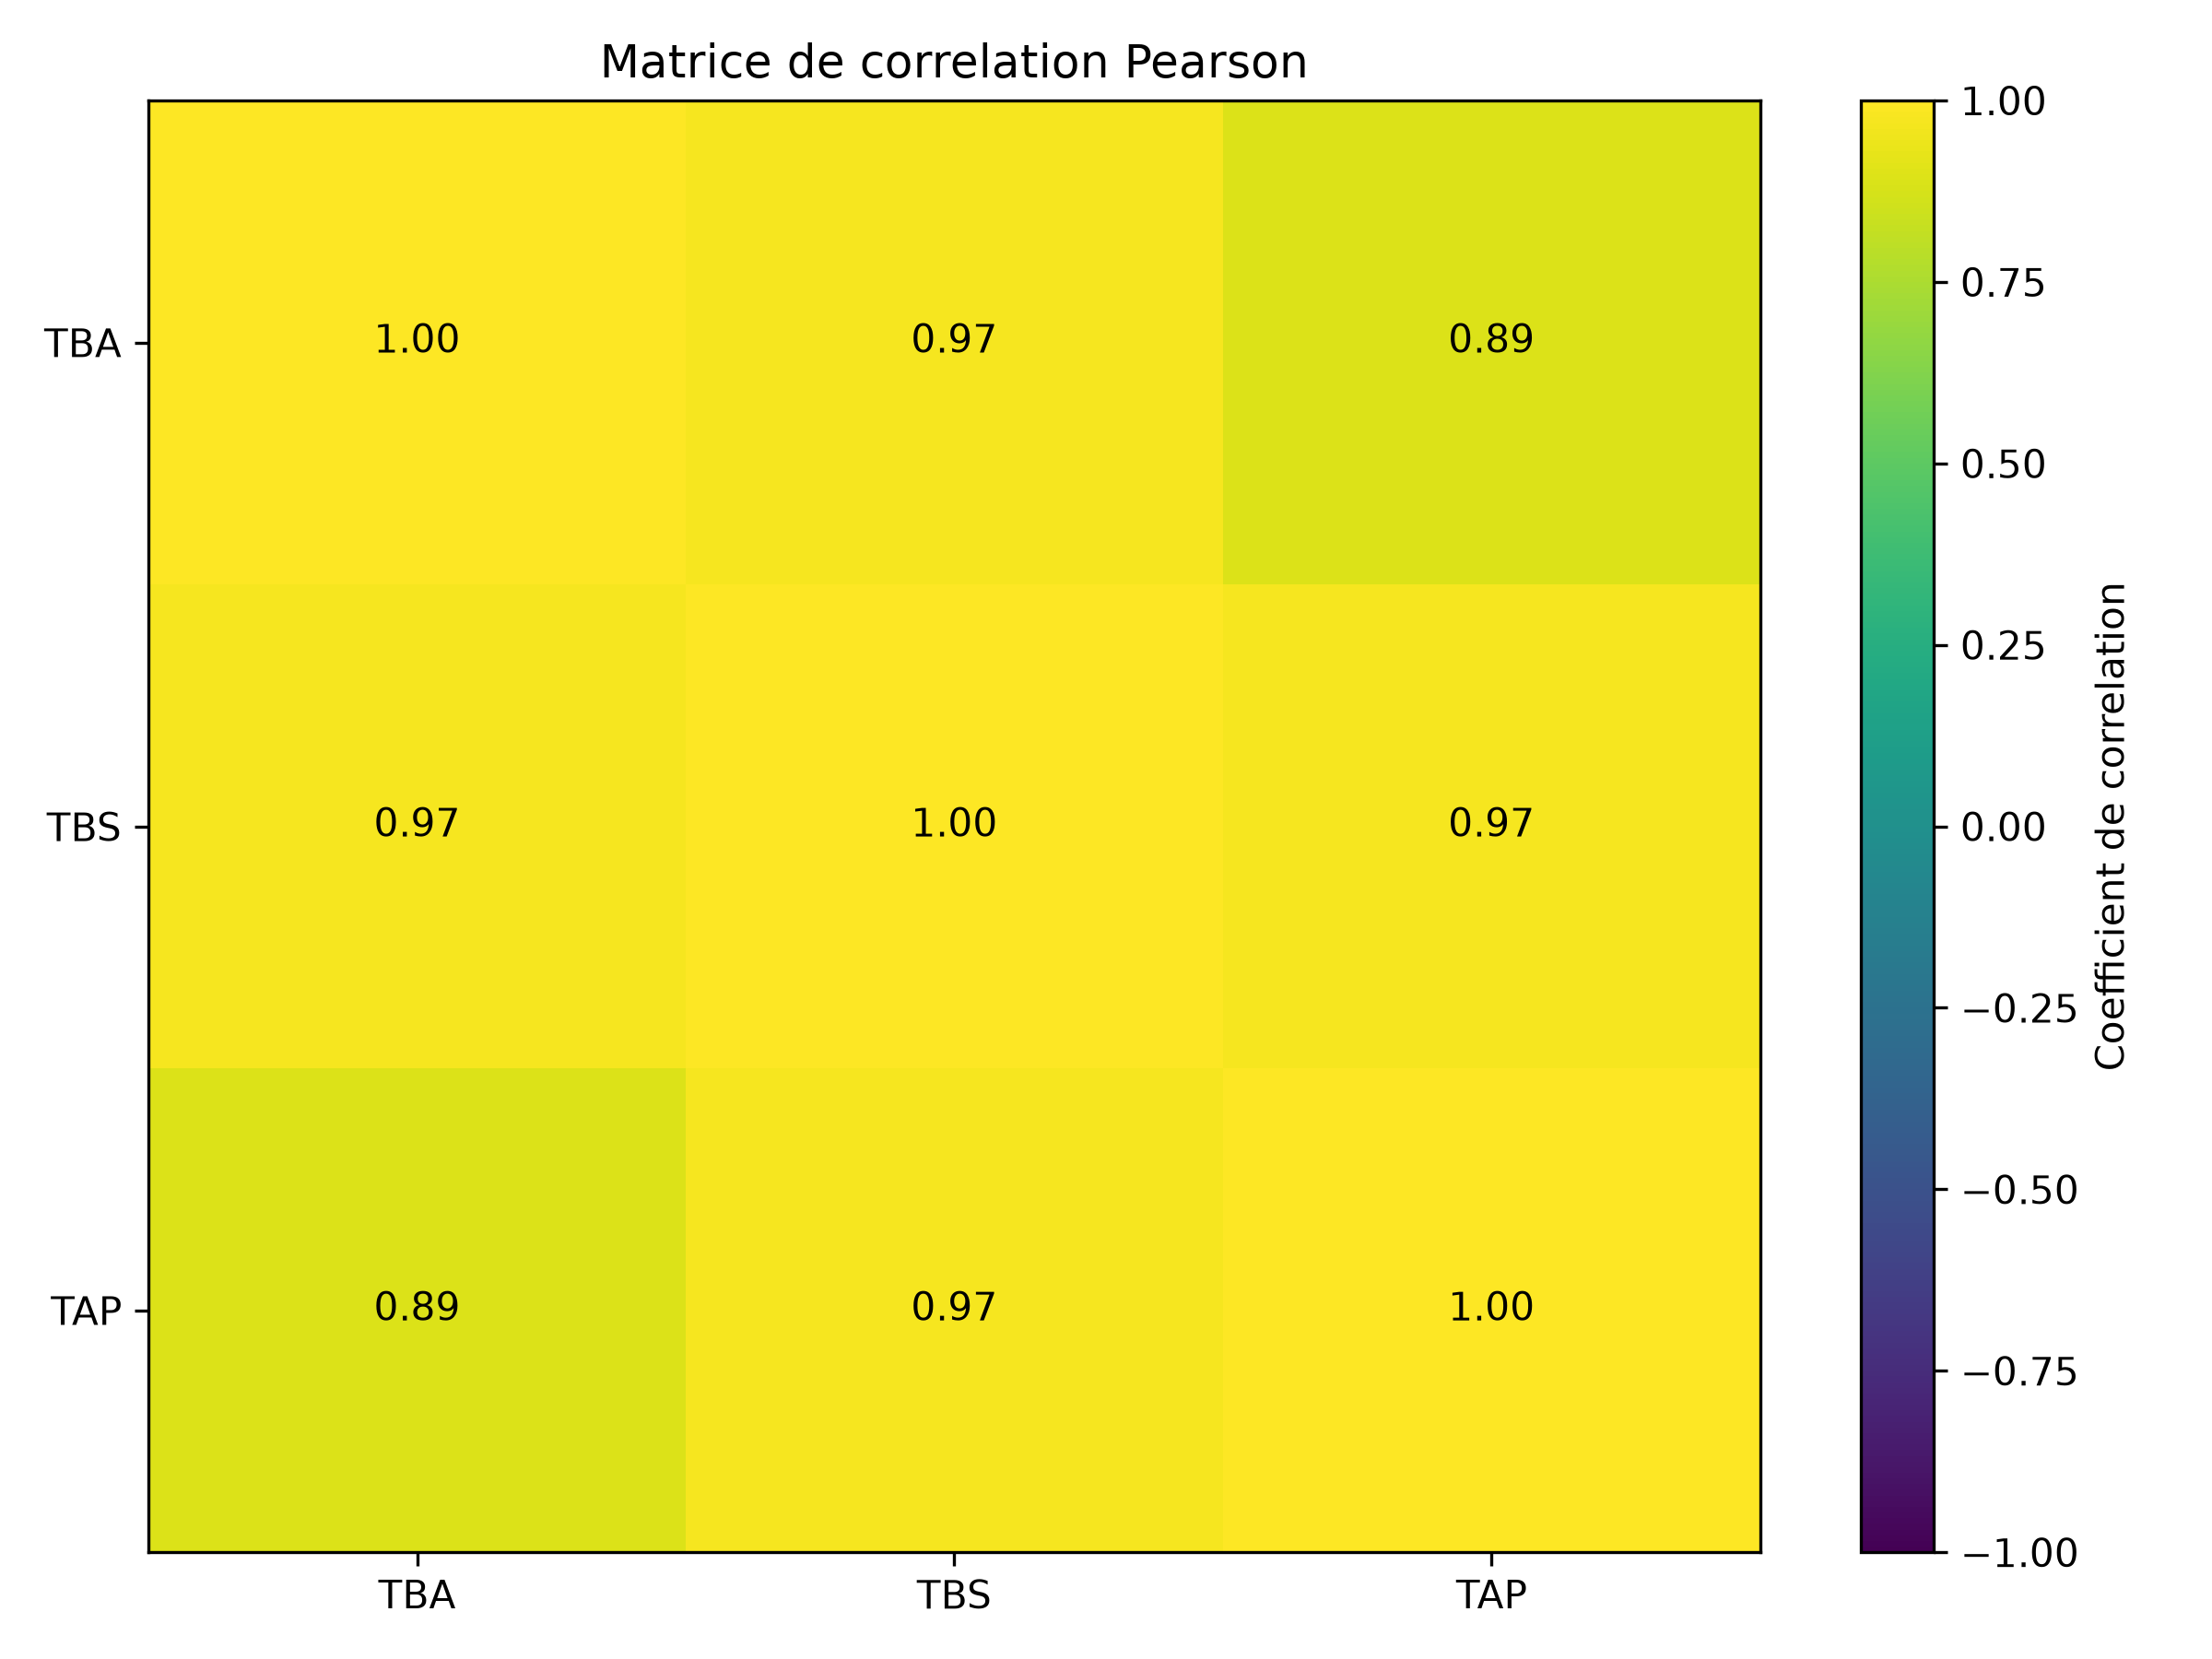 Matrice de correlation Pearson
TBA 1.00 0.97 0.89
TBS 0.97 1.00 0.97
TAP 0.89 0.97 1.00
TBA TBS TAP
1.00
0.75
0.50
0.25
0.00
−0.25
−0.50
−0.75
−1.00
Coefficient de correlation